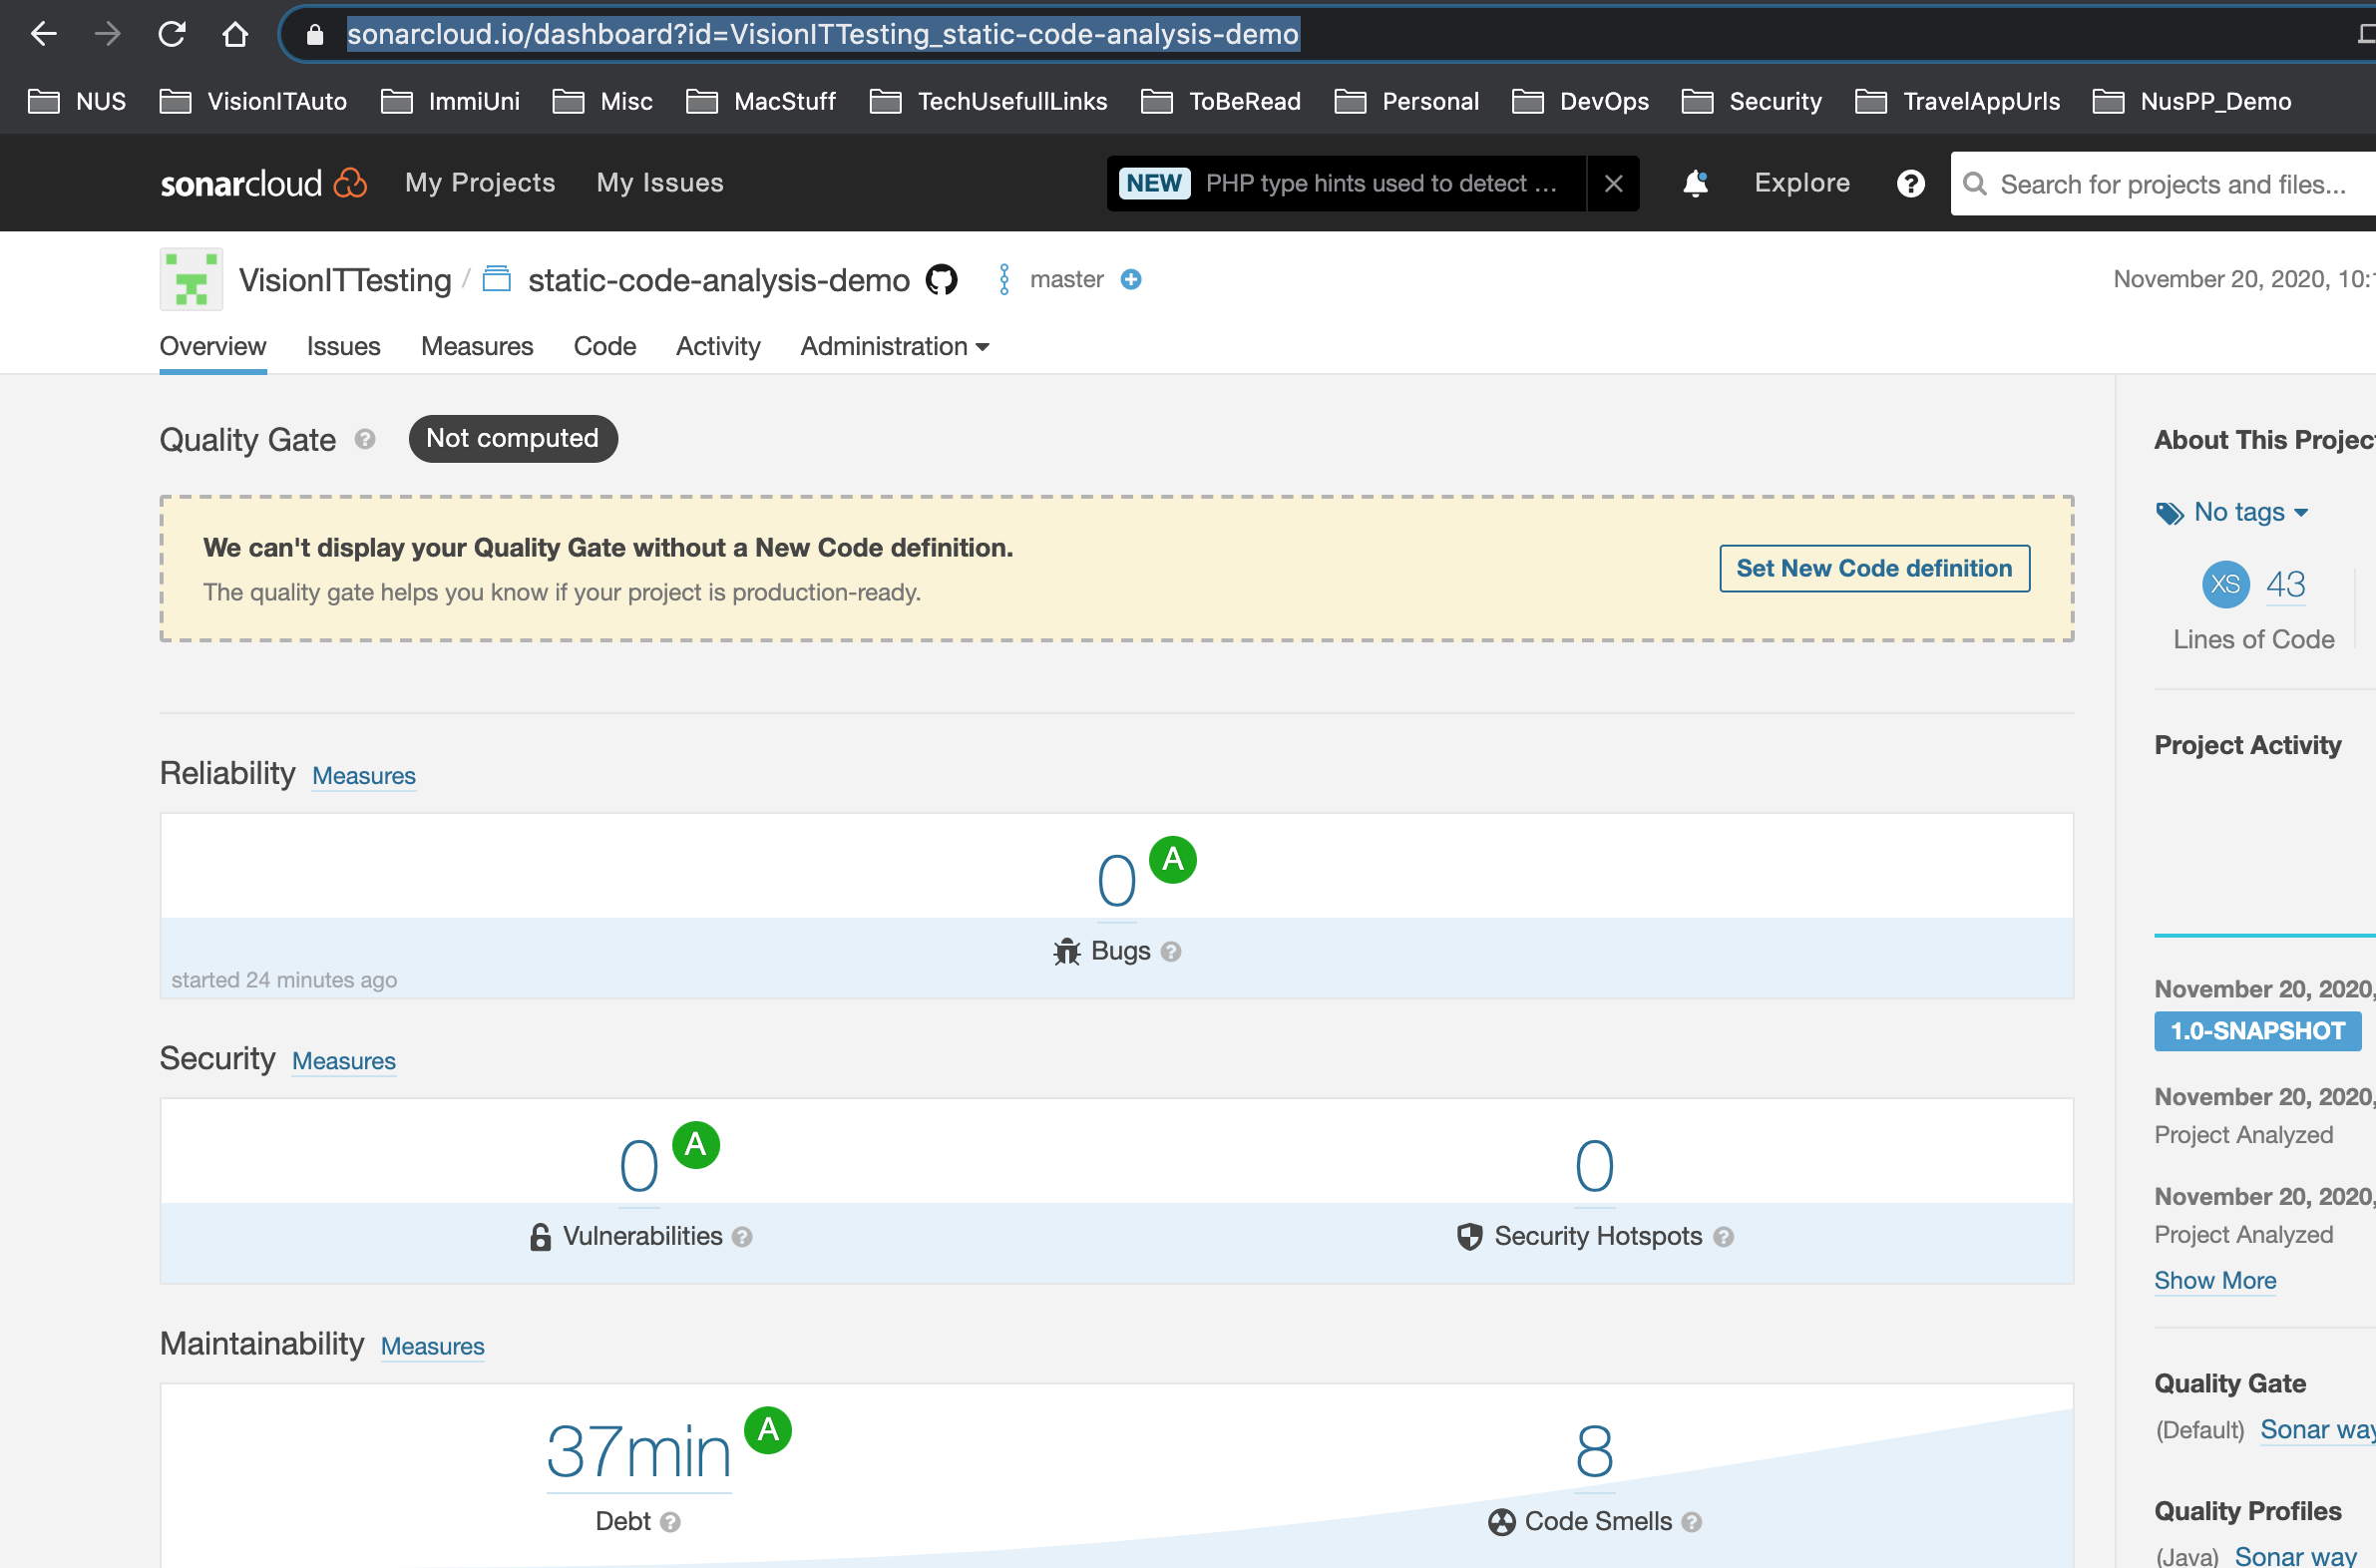 sonarcloud.io/dashboard?id=VisionITTesting_static-code-analysis-demo
NUS VisionITAuto ImmiUni Misc MacStuff TechUsefullLinks ToBeRead Personal DevOps Security TravelAppUrls NusPP_Demo
sonarcloud My Projects My Issues NEW PHP type hints used to detect ... Explore Search for projects and files...
VisionITTesting / static-code-analysis-demo master November 20, 2020, 10:
Overview Issues Measures Code Activity Administration
Quality Gate Not computed
We can't display your Quality Gate without a New Code definition.
The quality gate helps you know if your project is production-ready.
Set New Code definition
Reliability Measures
0 A
Bugs
started 24 minutes ago
Security Measures
0 A
Vulnerabilities
0
Security Hotspots
Maintainability Measures
37min A
Debt
8
Code Smells
About This Projec
No tags
XS 43
Lines of Code
Project Activity
November 20, 2020,
1.0-SNAPSHOT
November 20, 2020,
Project Analyzed
November 20, 2020,
Project Analyzed
Show More
Quality Gate
(Default) Sonar way
Quality Profiles
(Java) Sonar way